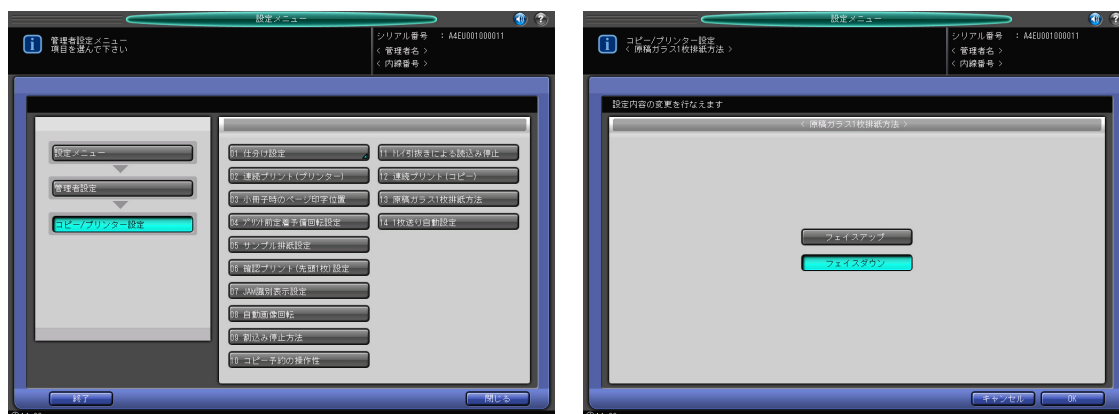 設定メニュー
管理者設定メニュー
項目を選んで下さい
シリアル番号 : A4EU001000011
< 管理者名 >
< 内線番号 >
設定メニュー
管理者設定
コピー/プリンター設定
01 仕分け設定
02 連続プリント(プリンター)
03 小冊子時のページ印字位置
04 プリント前定着予備回転設定
05 サンプル排紙設定
06 確認プリント(先頭1枚)設定
07 JAM識別表示設定
08 自動画像回転
09 割込み停止方法
10 コピー予約の操作性
11 トレイ引抜きによる読込み停止
12 連続プリント(コピー)
13 原稿ガラス1枚排紙方法
14 1枚送り自動設定
終了
閉じる
設定メニュー
コピー/プリンター設定
< 原稿ガラス1枚排紙方法 >
シリアル番号 : A4EU001000011
< 管理者名 >
< 内線番号 >
設定内容の変更を行なえます
< 原稿ガラス1枚排紙方法 >
フェイスアップ
フェイスダウン
キャンセル
OK